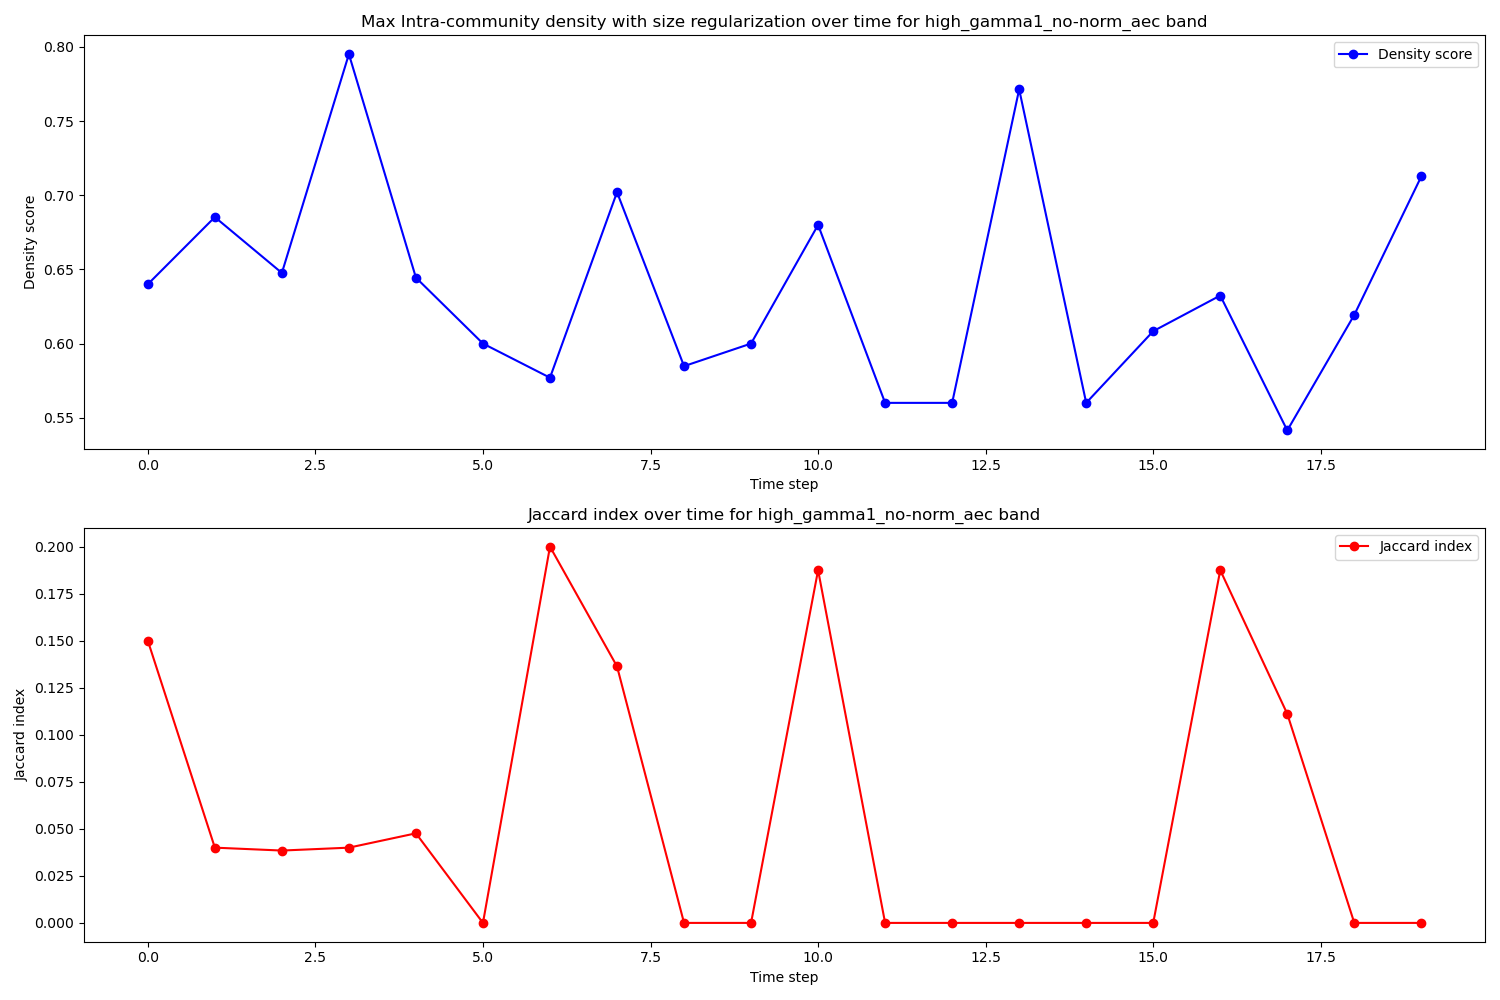 Max Intra-community density with size regularization over time for high_gamma1_no-norm_aec band
Density score
0.80
0.75
0.70
0.65
0.60
0.55
Density score
0.0 2.5 5.0 7.5 10.0 12.5 15.0 17.5
Time step
Jaccard index over time for high_gamma1_no-norm_aec band
Jaccard index
0.200
0.175
0.150
0.125
0.100
0.075
0.050
0.025
0.000
Jaccard index
0.0 2.5 5.0 7.5 10.0 12.5 15.0 17.5
Time step